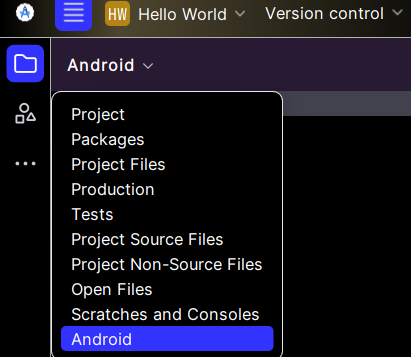 HW Hello World Version control
Android
Project
Packages
Project Files
Production
Tests
Project Source Files
Project Non-Source Files
Open Files
Scratches and Consoles
Android